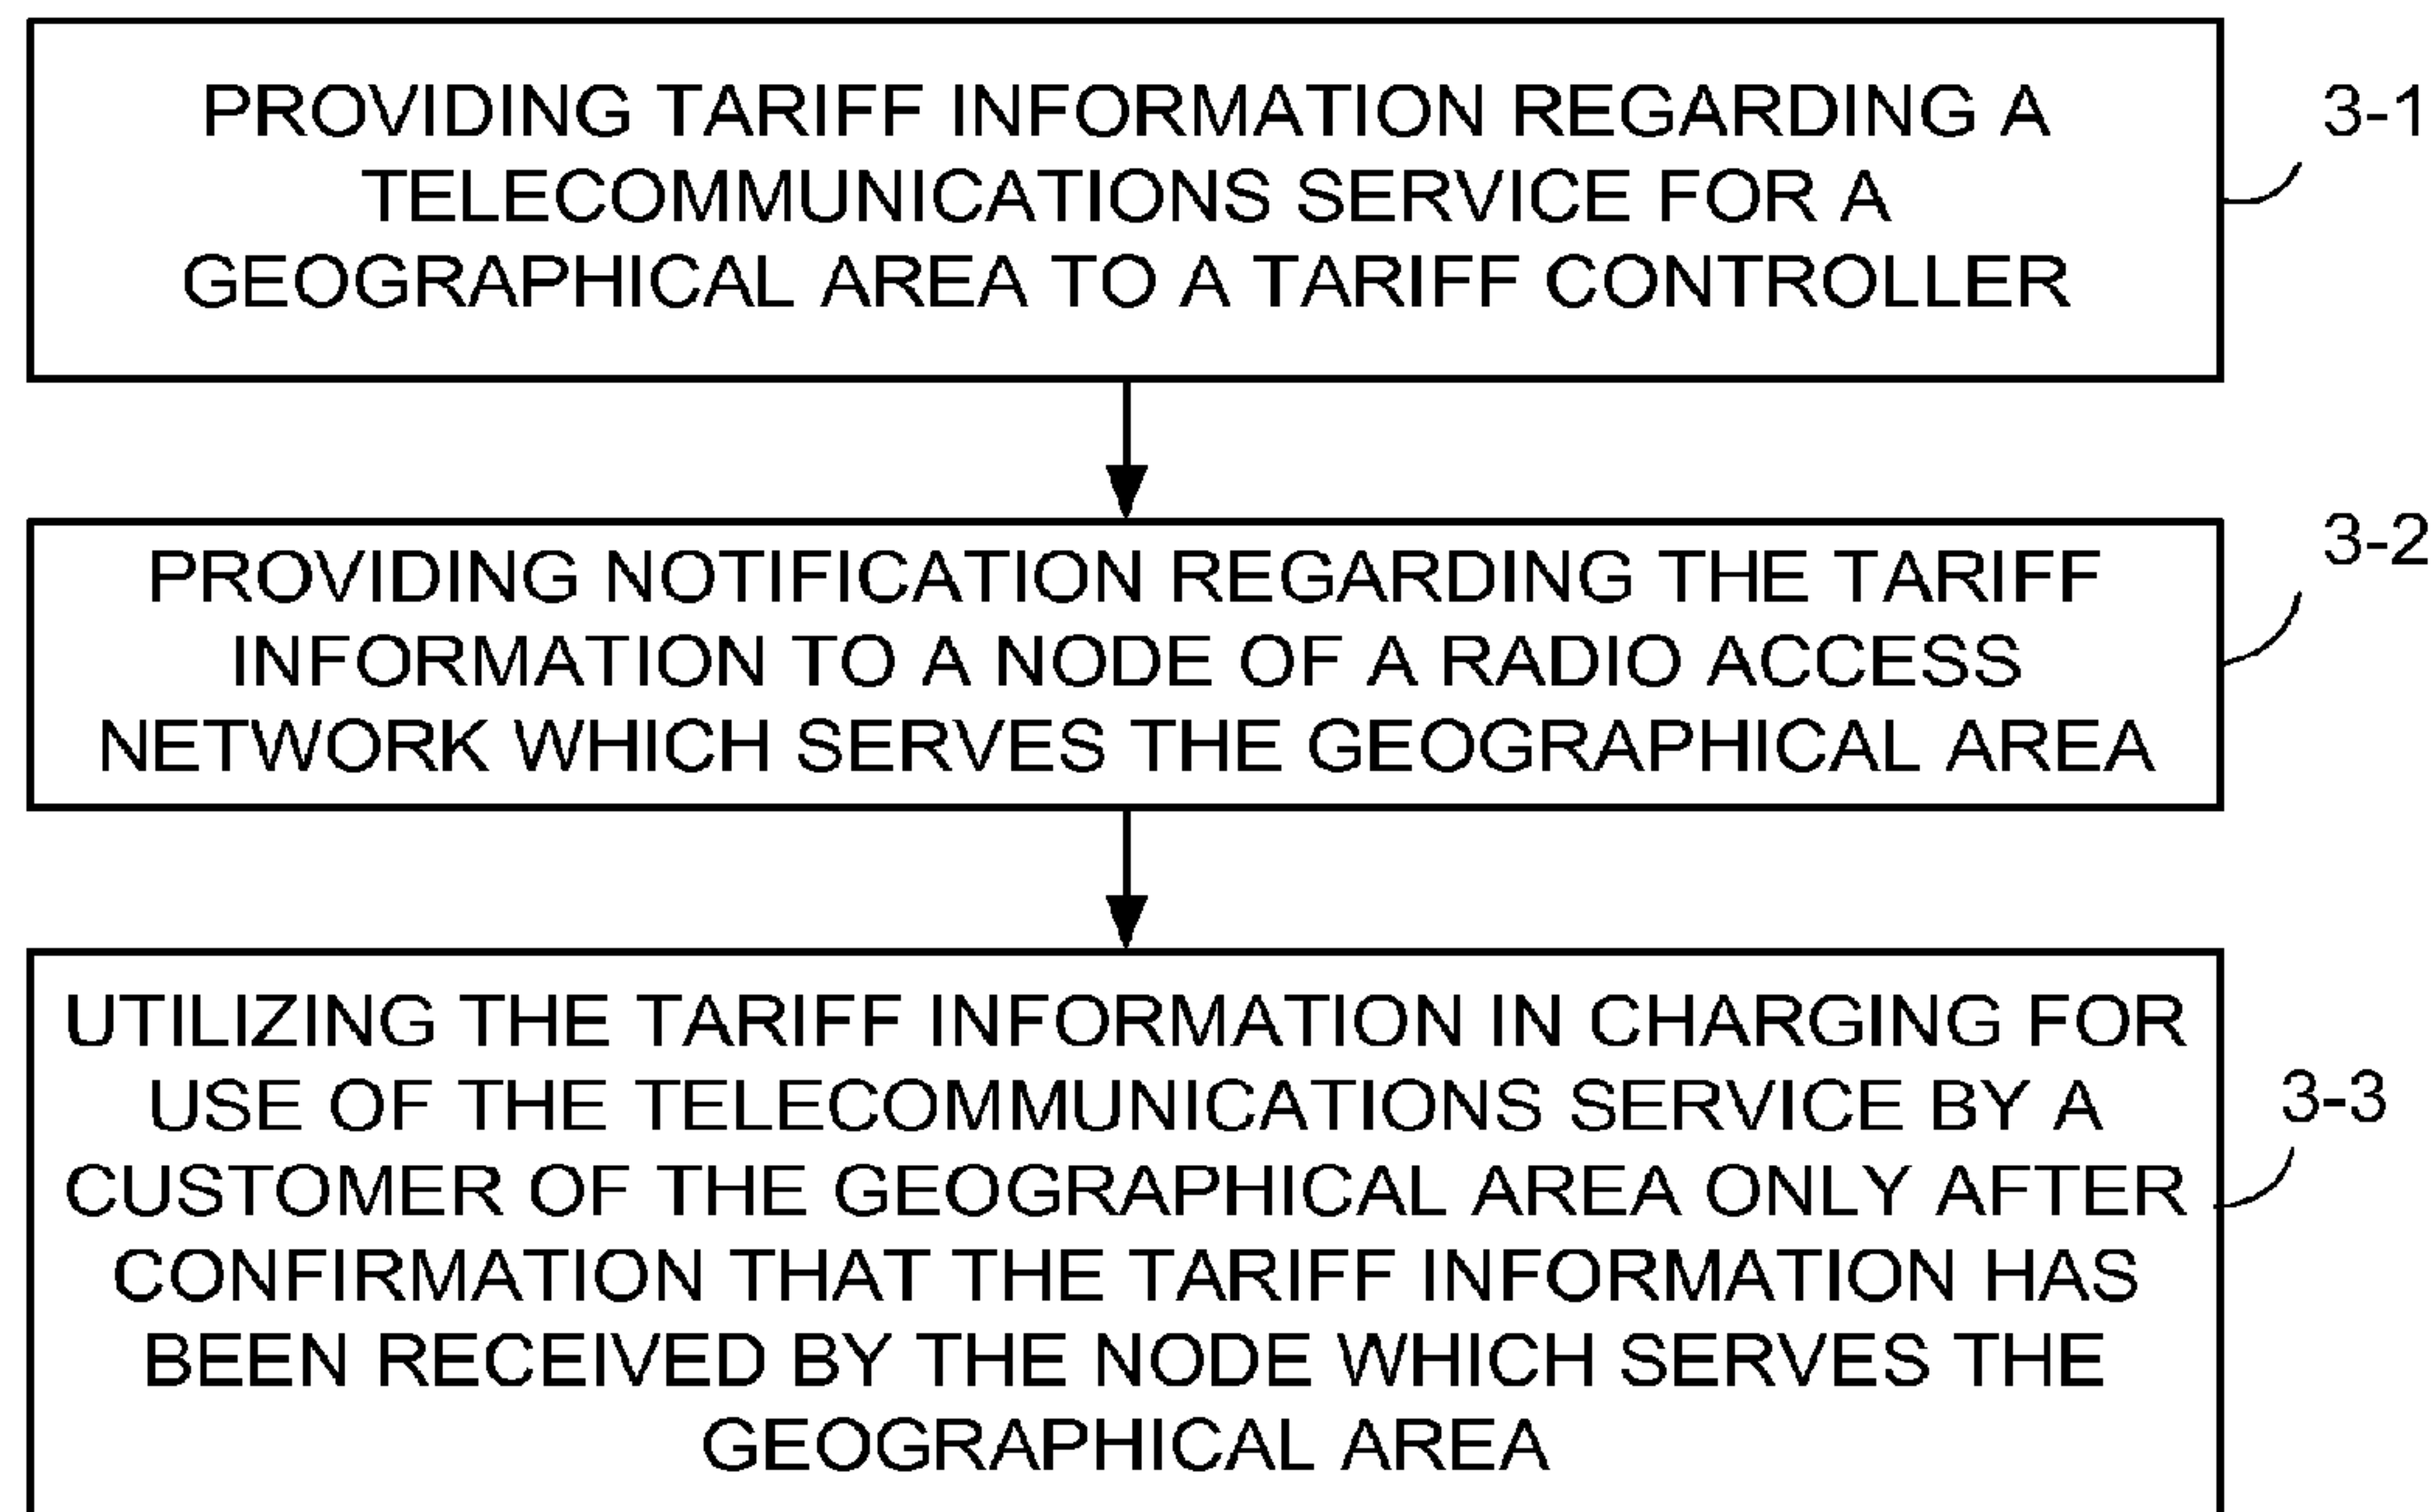 PROVIDING TARIFF INFORMATION REGARDING A
TELECOMMUNICATIONS SERVICE FOR A
GEOGRAPHICAL AREA TO A TARIFF CONTROLLER
3-1
PROVIDING NOTIFICATION REGARDING THE TARIFF
INFORMATION TO A NODE OF A RADIO ACCESS
NETWORK WHICH SERVES THE GEOGRAPHICAL AREA
3-2
UTILIZING THE TARIFF INFORMATION IN CHARGING FOR
USE OF THE TELECOMMUNICATIONS SERVICE BY A
CUSTOMER OF THE GEOGRAPHICAL AREA ONLY AFTER
CONFIRMATION THAT THE TARIFF INFORMATION HAS
BEEN RECEIVED BY THE NODE WHICH SERVES THE
GEOGRAPHICAL AREA
3-3